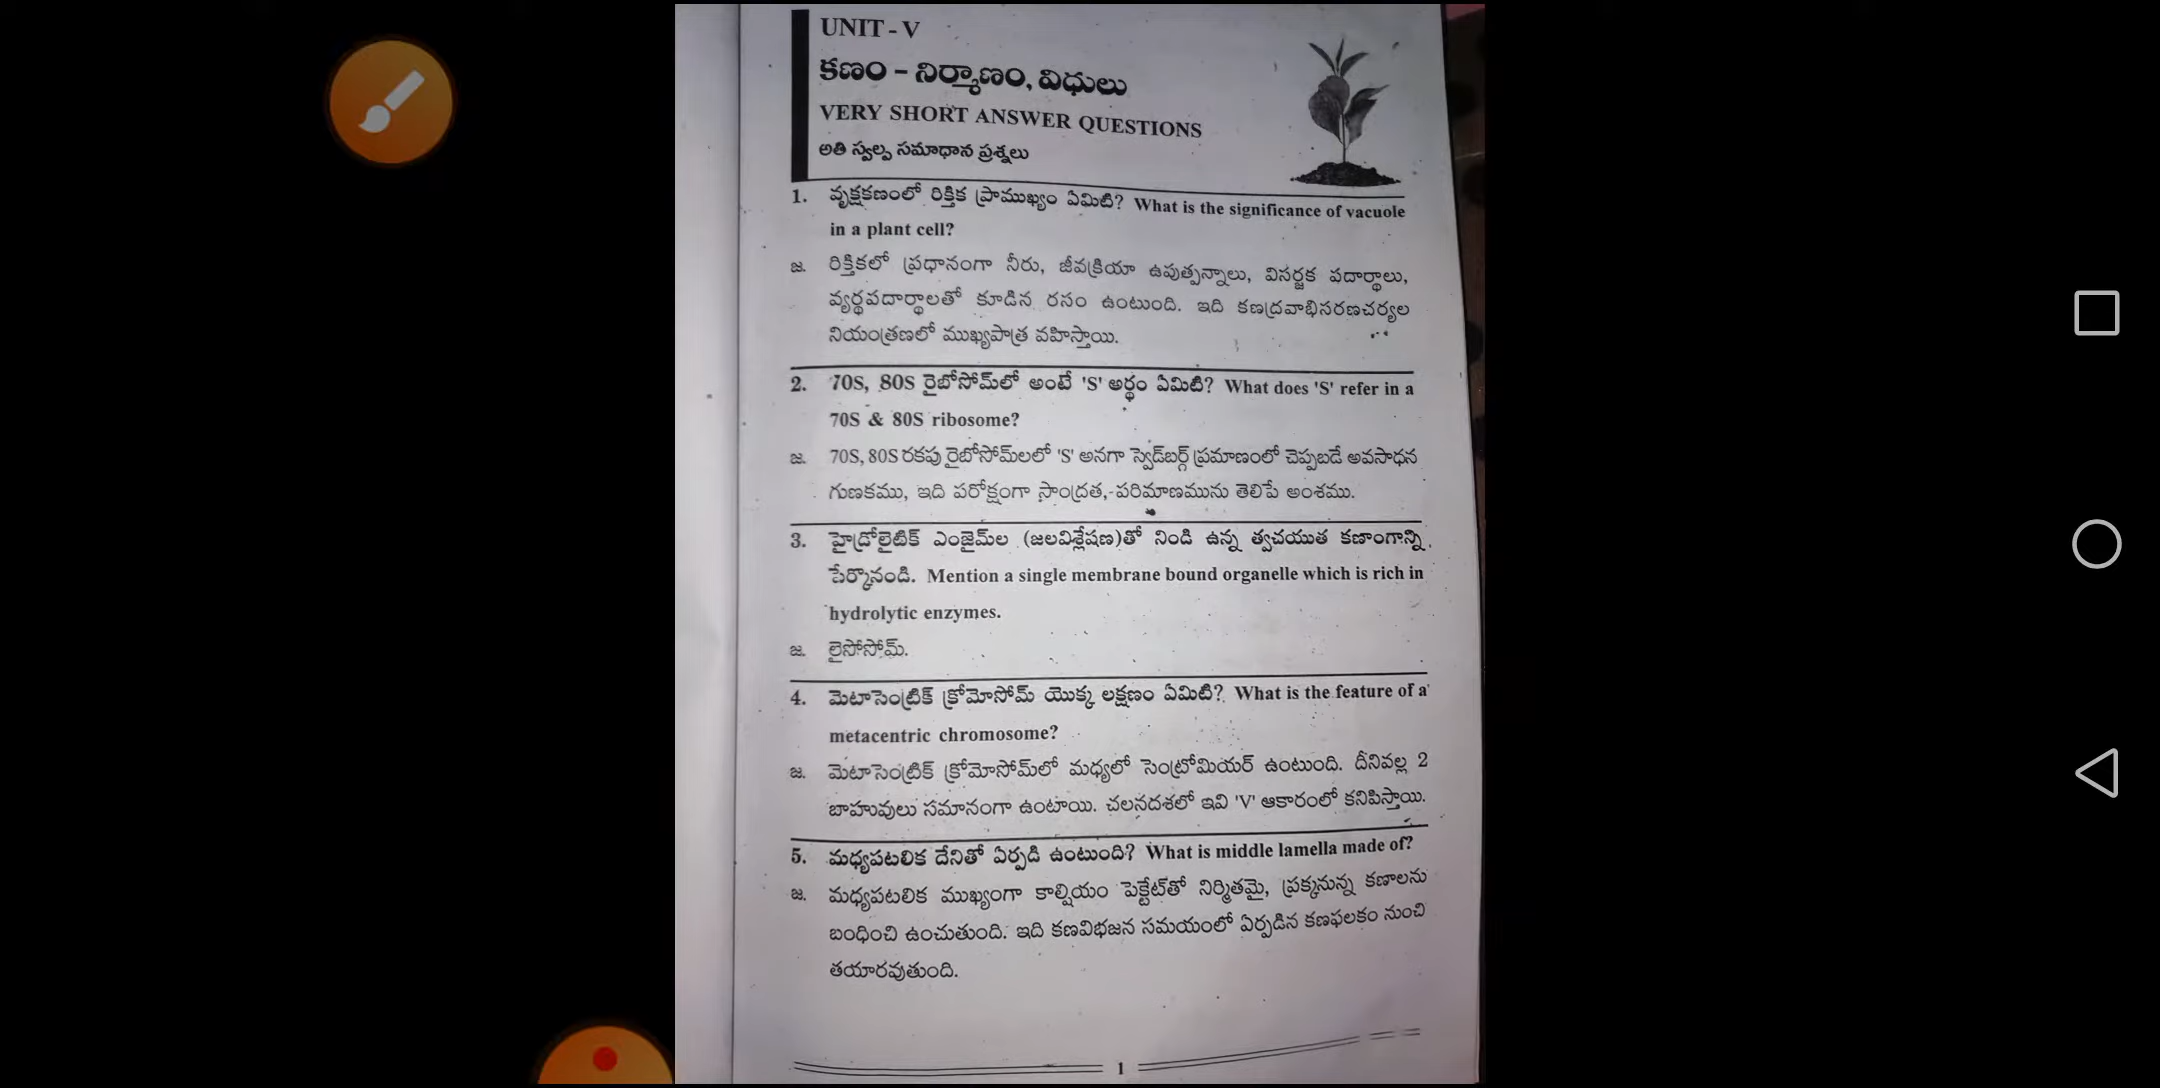 UNIT - V
కణం - నిర్మాణం, విధులు
VERY SHORT ANSWER QUESTIONS
అతి స్వల్ప సమాధాన ప్రశ్నలు
1. వృక్షకణంలో రిక్తిక ప్రాముఖ్యం ఏమిటి? What is the significance of vacuole
in a plant cell?
జ. రిక్తికలో ప్రధానంగా నీరు, జీవక్రియా ఉపుత్పన్నాలు, విసర్జక పదార్థాలు,
వ్యర్థపదార్థాలతో కూడిన రసం ఉంటుంది. ఇది కణద్రవాభిసరణచర్యల
నియంత్రణలో ముఖ్యపాత్ర వహిస్తాయి.
2. 70S, 80S రైబోసోమ్‌లో అంటే 'S' అర్థం ఏమిటి? What does 'S' refer in a
70S & 80S ribosome?
జ. 70S, 80S రకపు రైబోసోమ్‌లలో 'S' అనగా స్వెడ్‌బర్గ్ ప్రమాణంలో చెప్పబడే అవసాధన
గుణకము, ఇది పరోక్షంగా సాంద్రత, పరిమాణమును తెలిపే అంశము.
3. హైడ్రోలైటిక్ ఎంజైమ్‌ల (జలవిశ్లేషణ)తో నిండి ఉన్న త్వచయుత కణాంగాన్ని
పేర్కొనండి. Mention a single membrane bound organelle which is rich in
hydrolytic enzymes.
జ. లైసోసోమ్.
4. మెటాసెంట్రిక్ క్రోమోసోమ్ యొక్క లక్షణం ఏమిటి? What is the feature of a
metacentric chromosome?
జ. మెటాసెంట్రిక్ క్రోమోసోమ్‌లో మధ్యలో సెంట్రోమియర్ ఉంటుంది. దీనివల్ల 2
బాహువులు సమానంగా ఉంటాయి. చలనదశలో ఇవి 'V' ఆకారంలో కనిపిస్తాయి.
5. మధ్యపటలిక దేనితో ఏర్పడి ఉంటుంది? What is middle lamella made of?
జ. మధ్యపటలిక ముఖ్యంగా కాల్షియం పెక్టేట్‌తో నిర్మితమై, ప్రక్కనున్న కణాలను
బంధించి ఉంచుతుంది. ఇది కణవిభజన సమయంలో ఏర్పడిన కణఫలకం నుంచి
తయారవుతుంది.
1